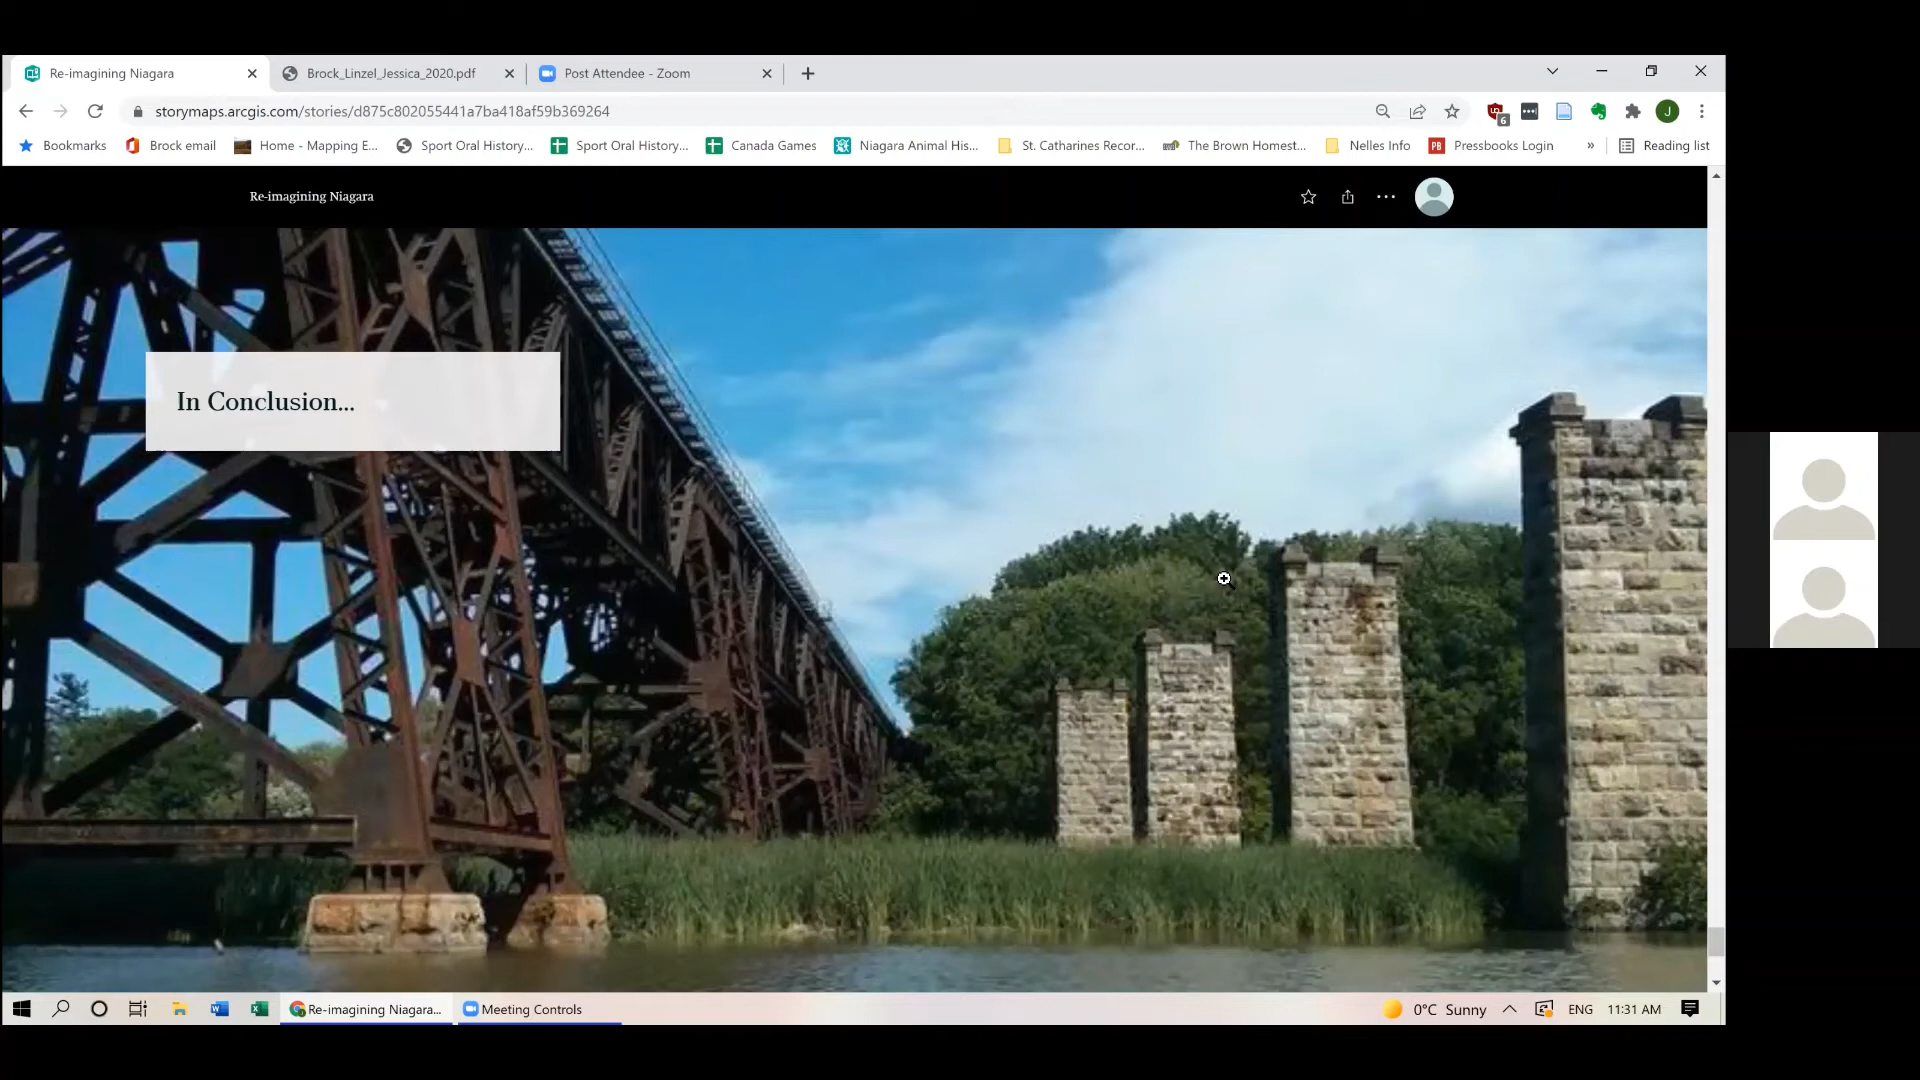 Re-imagining Niagara
Brock_Linzel_Jessica_2020.pdf
Post Attendee - Zoom
storymaps.arcgis.com/stories/d875c802055441a7ba418af59b369264
6
J
Bookmarks
Brock email
Home - Mapping E...
Sport Oral History...
Sport Oral History...
Canada Games
Niagara Animal His...
St. Catharines Recor...
The Brown Homest...
Nelles Info
PB
Pressbooks Login
»
Reading list
Re-imagining Niagara
In Conclusion...
Re-imagining Niagara...
Meeting Controls
0°C Sunny
ENG
11:31 AM